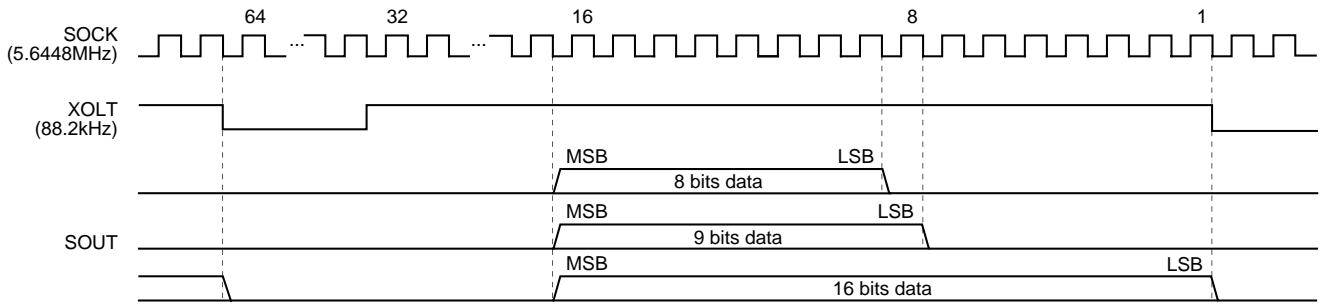 64 32 16 8 1
SOCK
(5.6448MHz)
... ...
XOLT
(88.2kHz)
MSB LSB
8 bits data
MSB LSB
9 bits data
SOUT
MSB LSB
16 bits data